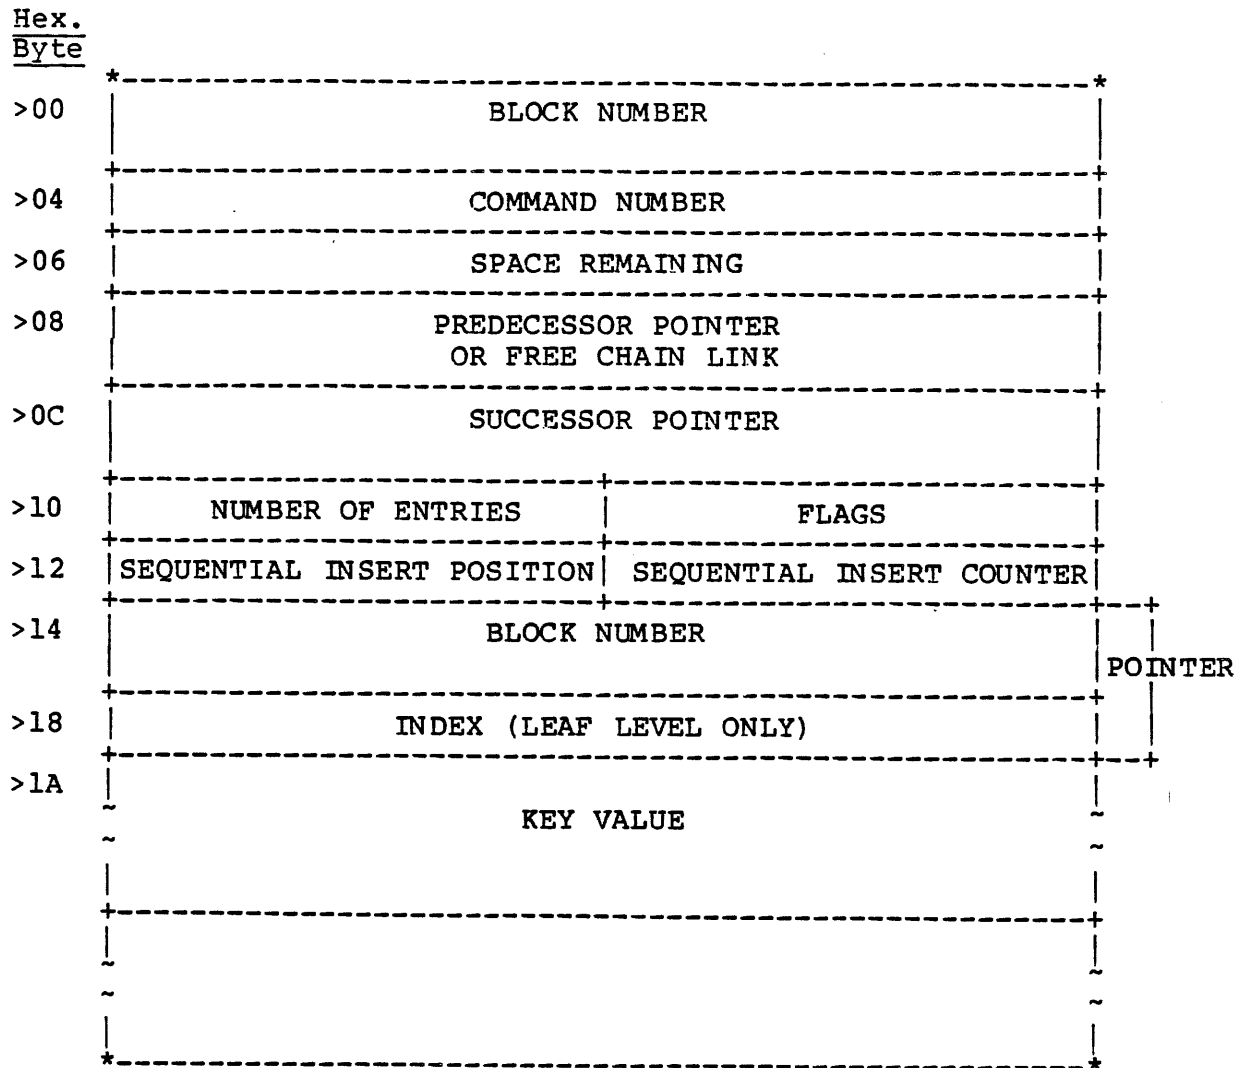 Hex.
Byte
>00 BLOCK NUMBER
>04 COMMAND NUMBER
>06 SPACE REMAINING
>08 PREDECESSOR POINTER
OR FREE CHAIN LINK
>0C SUCCESSOR POINTER
>10 NUMBER OF ENTRIES FLAGS
>12 SEQUENTIAL INSERT POSITION SEQUENTIAL INSERT COUNTER
>14 BLOCK NUMBER
POINTER
>18 INDEX (LEAF LEVEL ONLY)
>1A
KEY VALUE